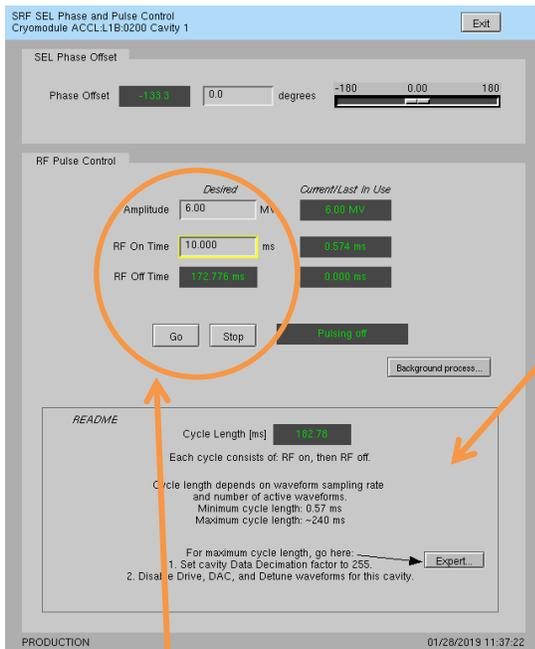 SRF SEL Phase and Pulse Control
Cryomodule ACCL:L1B:0200 Cavity 1
Exit
SEL Phase Offset
Phase Offset -133.3 0.0 degrees -180 0.00 180
RF Pulse Control
Desired Current/Last In Use
Amplitude 6.00 MV 6.00 MV
RF On Time 10.000 ms 0.574 ms
RF Off Time 172.776 ms 0.000 ms
Go Stop Pulsing off
Background process...
README
Cycle Length [ms] 182.78
Each cycle consists of: RF on, then RF off.
Cycle length depends on waveform sampling rate
and number of active waveforms.
Minimum cycle length: 0.57 ms
Maximum cycle length: ~240 ms
For maximum cycle length, go here:
1. Set cavity Data Decimation factor to 255. Expert...
2. Disable Drive, DAC, and Detune waveforms for this cavity.
PRODUCTION 01/28/2019 11:37:22